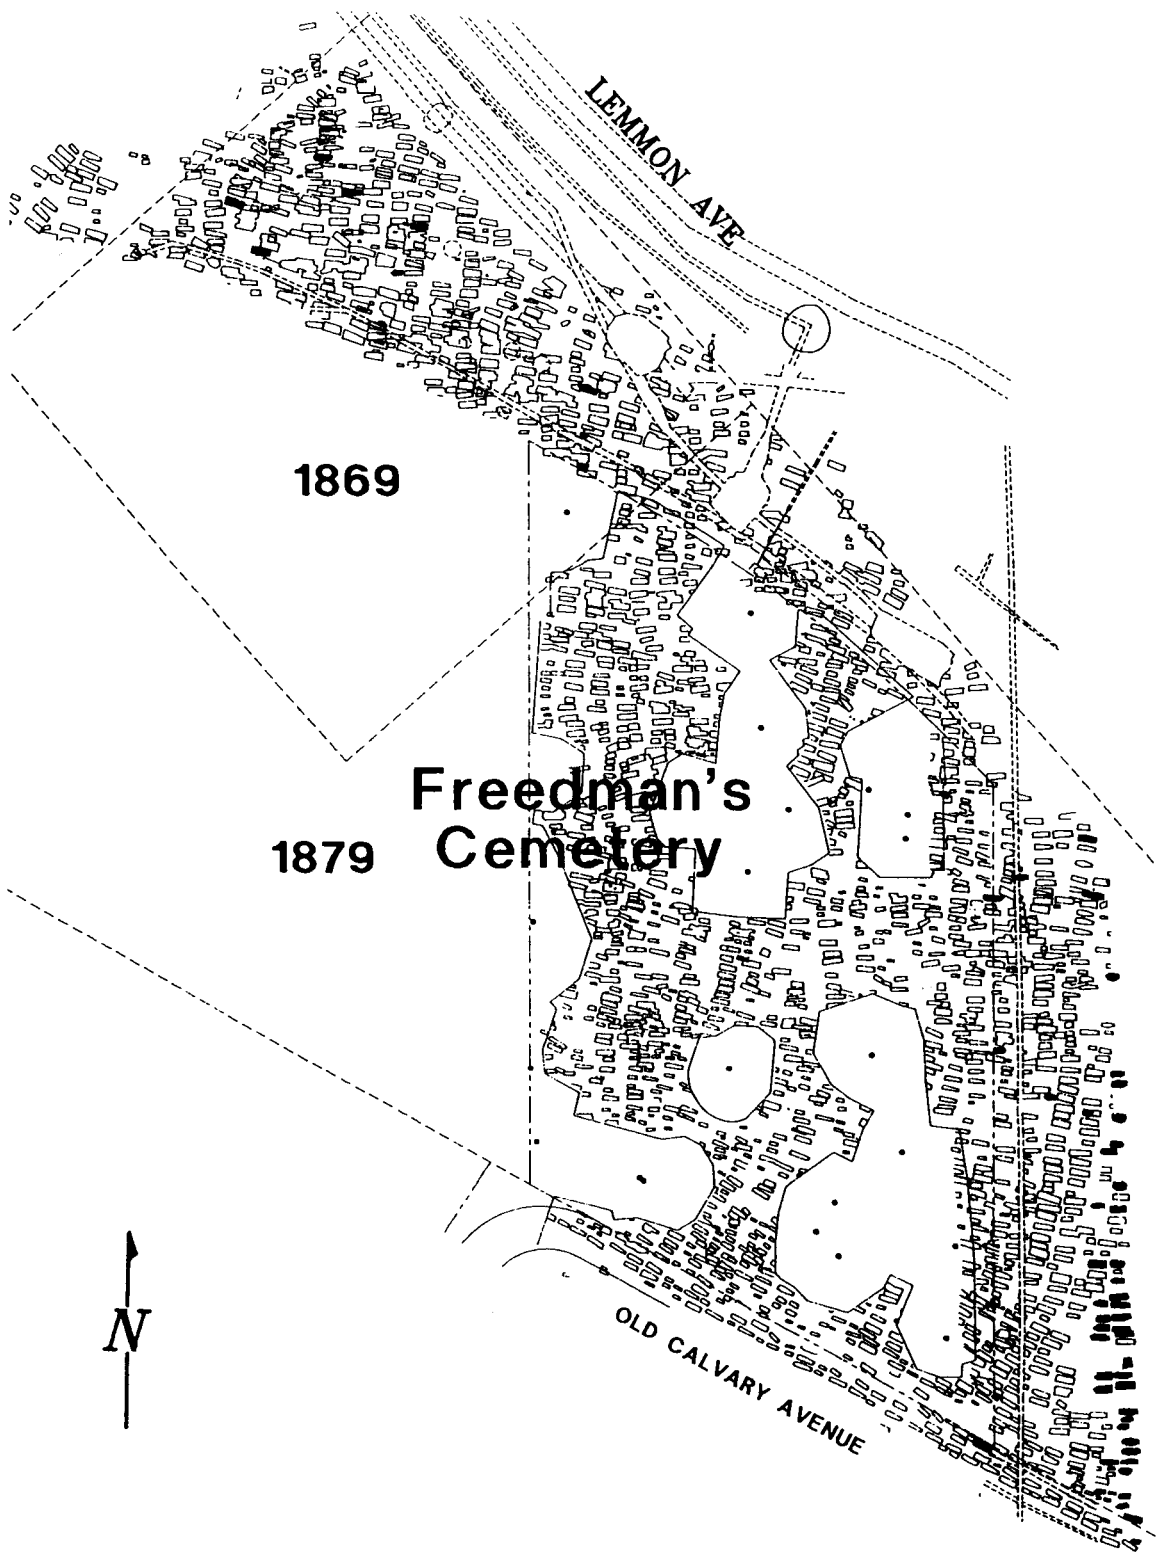 LEMMON AVE
1869
Freedman's
Cemetery
1879
N
OLD CALVARY AVENUE